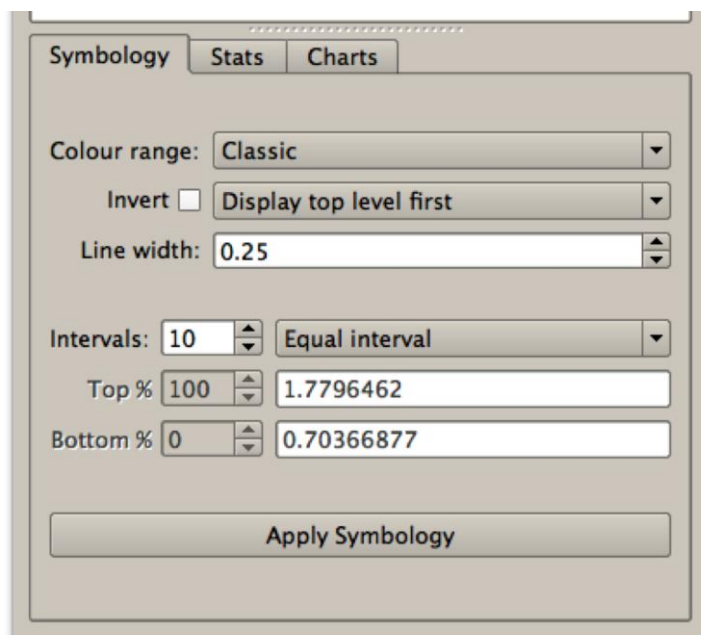 Symbology Stats Charts
Colour range: Classic
Invert Display top level first
Line width: 0.25
Intervals: 10 Equal interval
Top % 100 1.7796462
Bottom % 0 0.70366877
Apply Symbology